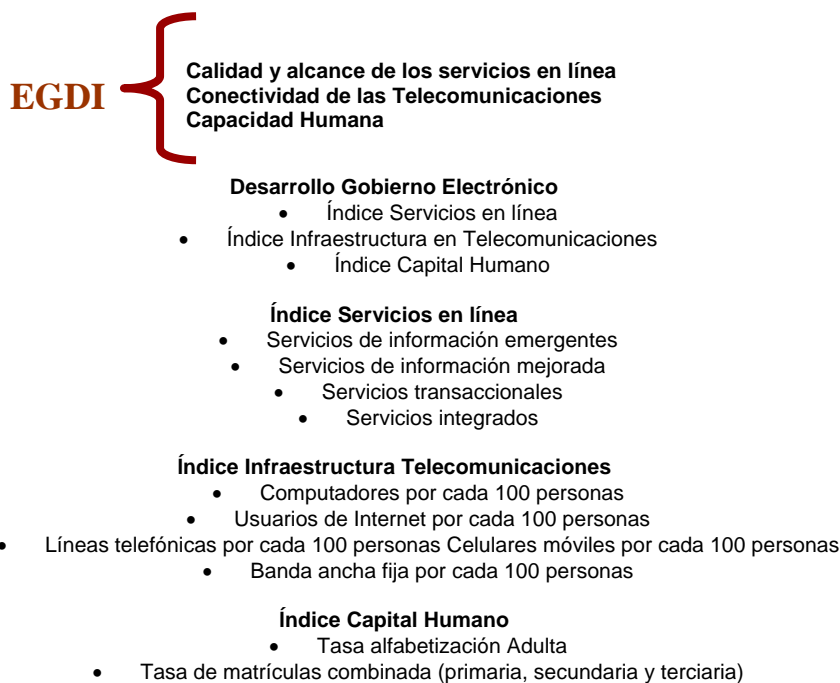 EGDI
Calidad y alcance de los servicios en línea
Conectividad de las Telecomunicaciones
Capacidad Humana
Desarrollo Gobierno Electrónico
• Índice Servicios en línea
• Índice Infraestructura en Telecomunicaciones
• Índice Capital Humano
Índice Servicios en línea
• Servicios de información emergentes
• Servicios de información mejorada
• Servicios transaccionales
• Servicios integrados
Índice Infraestructura Telecomunicaciones
• Computadores por cada 100 personas
• Usuarios de Internet por cada 100 personas
• Líneas telefónicas por cada 100 personas Celulares móviles por cada 100 personas
• Banda ancha fija por cada 100 personas
Índice Capital Humano
• Tasa alfabetización Adulta
• Tasa de matrículas combinada (primaria, secundaria y terciaria)